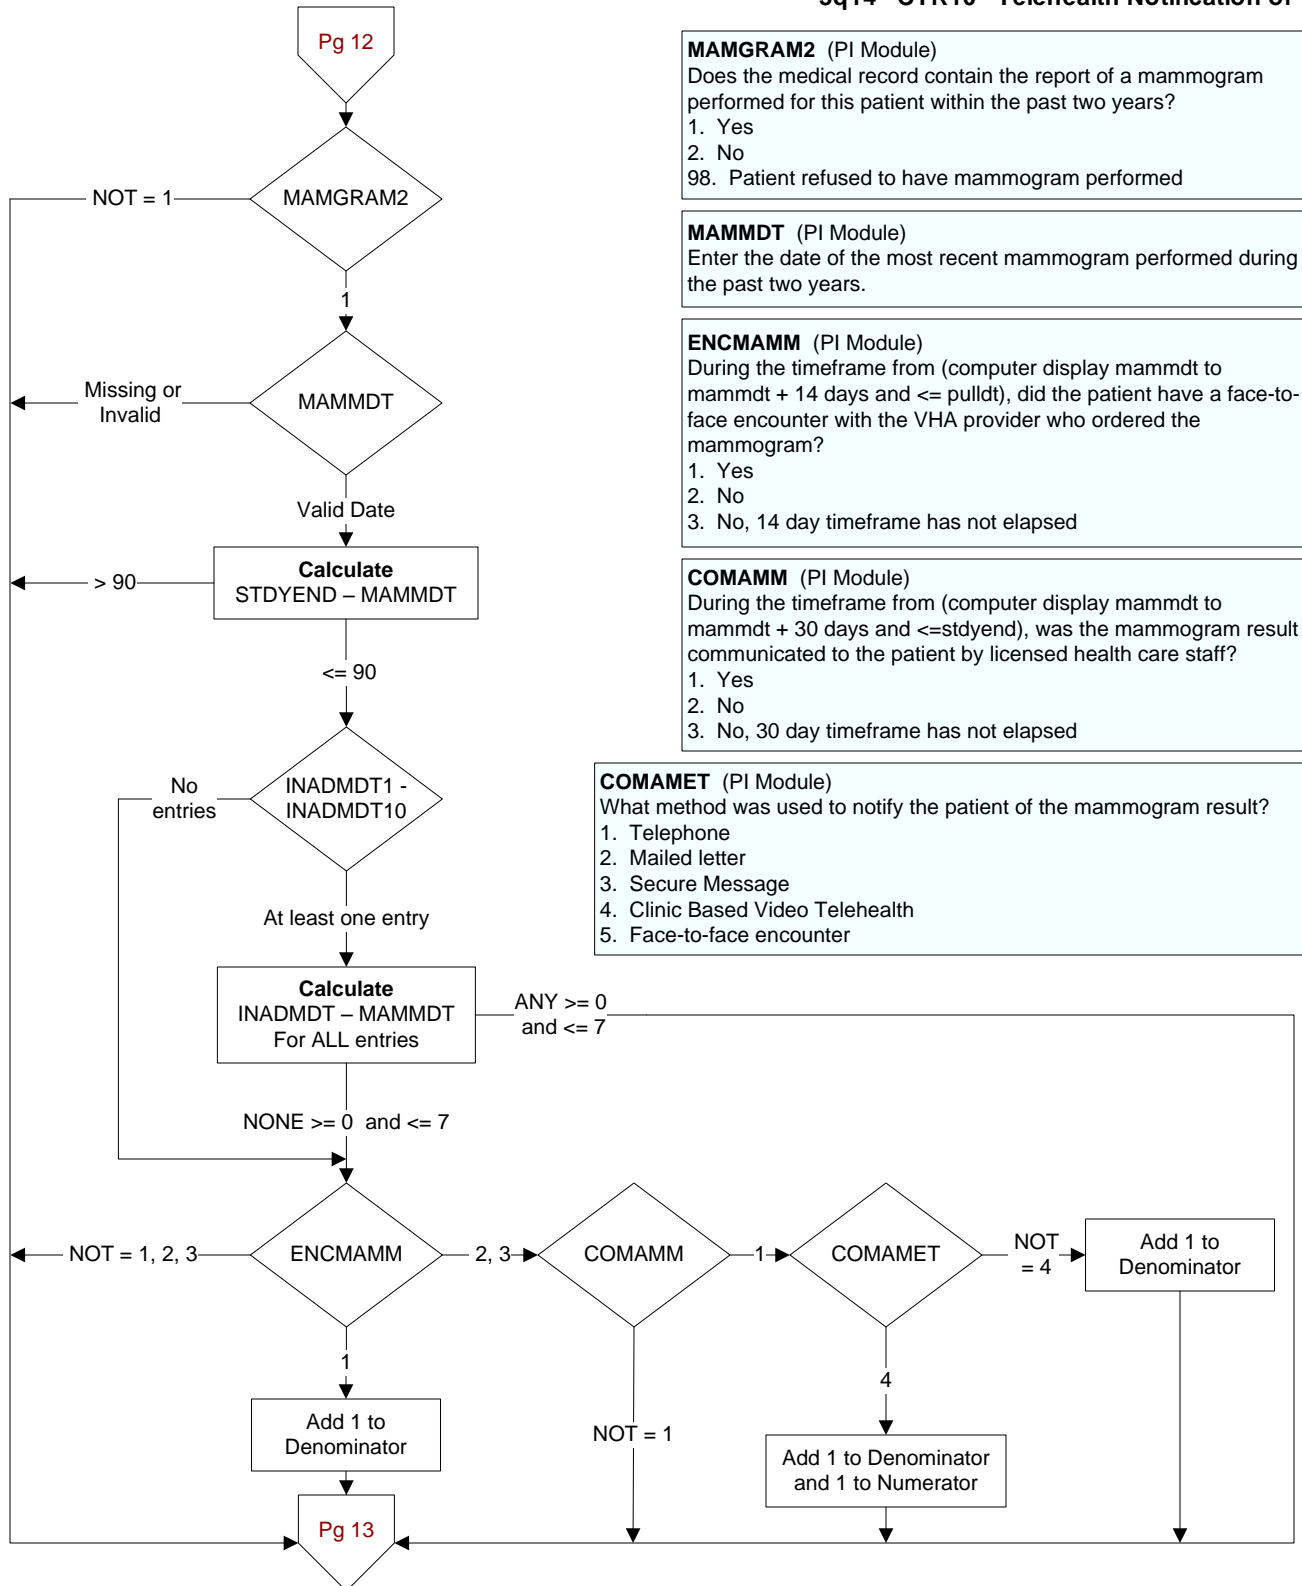 3q14 - CTR10 - Telehealth Notification of
Pg 12
MAMGRAM2 (PI Module)
Does the medical record contain the report of a mammogram
performed for this patient within the past two years?
1. Yes
2. No
98. Patient refused to have mammogram performed
NOT = 1
MAMGRAM2
1
MAMMDT (PI Module)
Enter the date of the most recent mammogram performed during
the past two years.
Missing or
Invalid
MAMMDT
Valid Date
ENCMAMM (PI Module)
During the timeframe from (computer display mammdt to
mammdt + 14 days and <= pulldt), did the patient have a face-to-
face encounter with the VHA provider who ordered the
mammogram?
1. Yes
2. No
3. No, 14 day timeframe has not elapsed
> 90
Calculate
STDYEND – MAMMDT
<= 90
COMAMM (PI Module)
During the timeframe from (computer display mammdt to
mammdt + 30 days and <=stdyend), was the mammogram result
communicated to the patient by licensed health care staff?
1. Yes
2. No
3. No, 30 day timeframe has not elapsed
No
entries
INADMDT1 -
INADMDT10
At least one entry
COMAMET (PI Module)
What method was used to notify the patient of the mammogram result?
1. Telephone
2. Mailed letter
3. Secure Message
4. Clinic Based Video Telehealth
5. Face-to-face encounter
Calculate
INADMDT – MAMMDT
For ALL entries
ANY >= 0
and <= 7
NONE >= 0 and <= 7
NOT = 1, 2, 3
ENCMAMM
2, 3
COMAMM
1
COMAMET
NOT
= 4
Add 1 to
Denominator
1
Add 1 to
Denominator
NOT = 1
4
Add 1 to Denominator
and 1 to Numerator
Pg 13